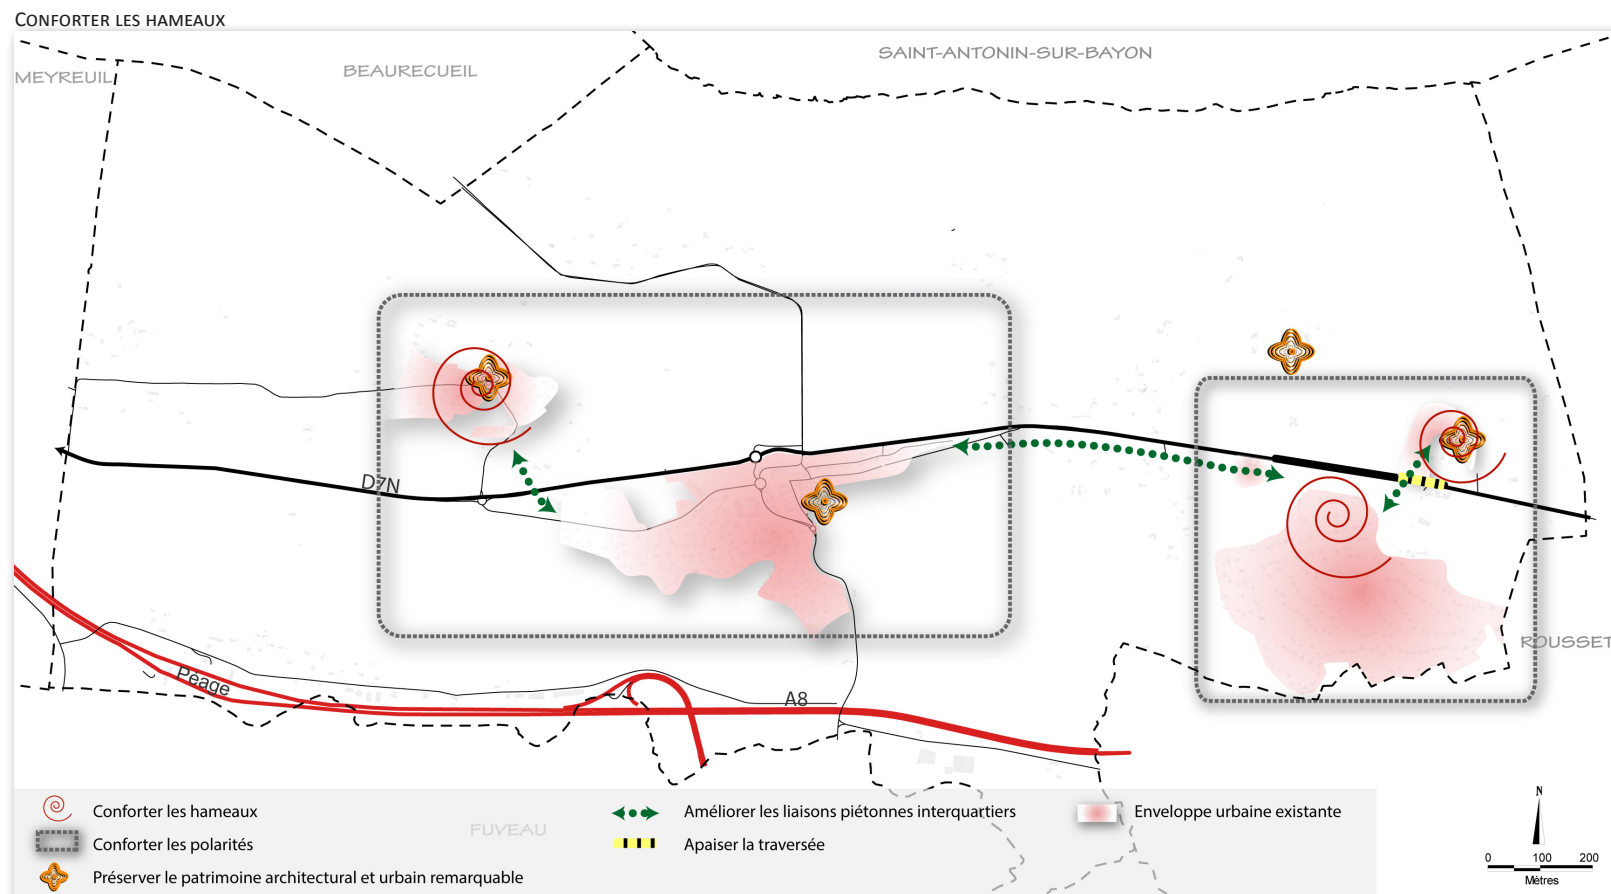 CONFORTER LES HAMEAUX
SAINT-ANTONIN-SUR-BAYON
BEAURECUEIL
MEYREUIL
D7N
ROUSSET
Péage
A8
FUVEAU
Conforter les hameaux
Conforter les polarités
Préserver le patrimoine architectural et urbain remarquable
Améliorer les liaisons piétonnes interquartiers
Apaiser la traversée
Enveloppe urbaine existante
N
0 100 200
Mètres